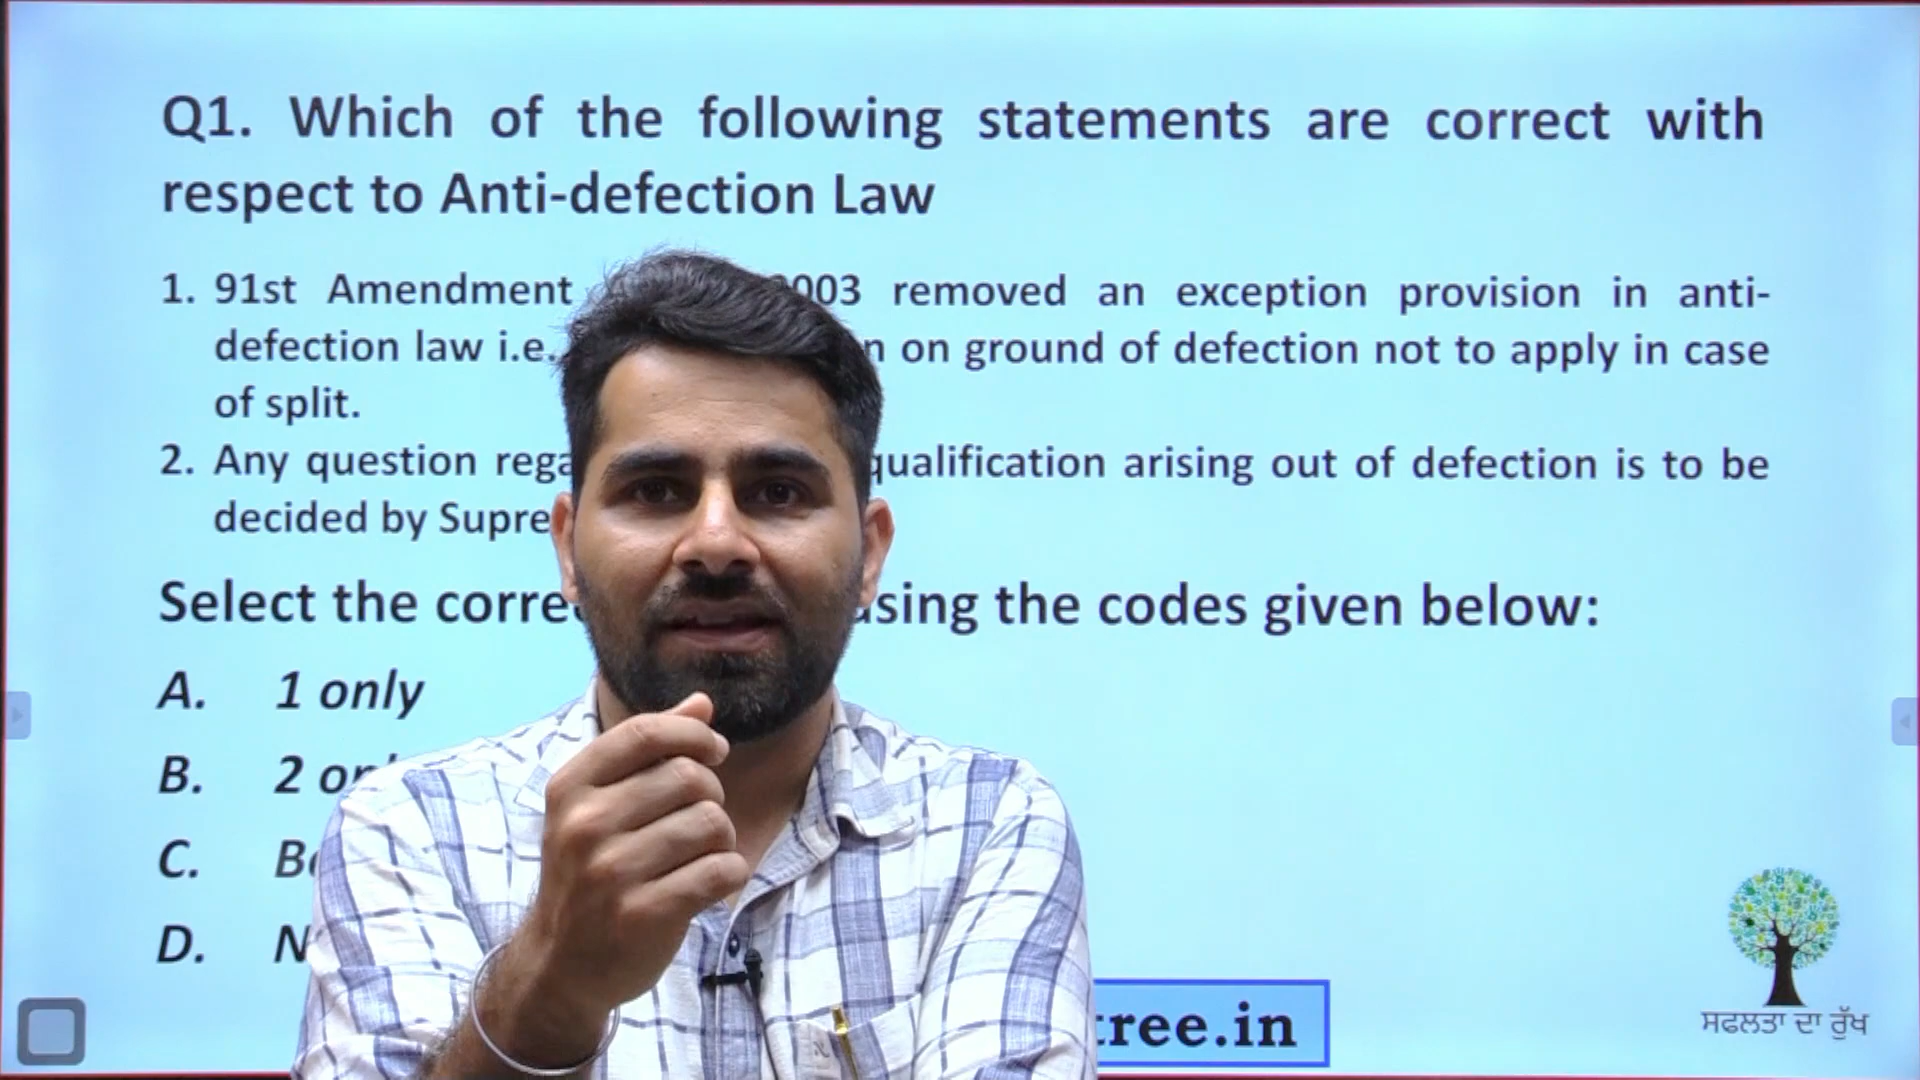 Q1. Which of the following statements are correct with
respect to Anti-defection Law
1. 91st Amendment 2003 removed an exception provision in anti-
defection law i.e. on ground of defection not to apply in case
of split.
2. Any question arising out of defection is to be
decided by
Select the using the codes given below:
A. 1 only
B. 2
C.
D.
tree.in
ਸਫਲਤਾ ਦਾ ਰੁੱਖ